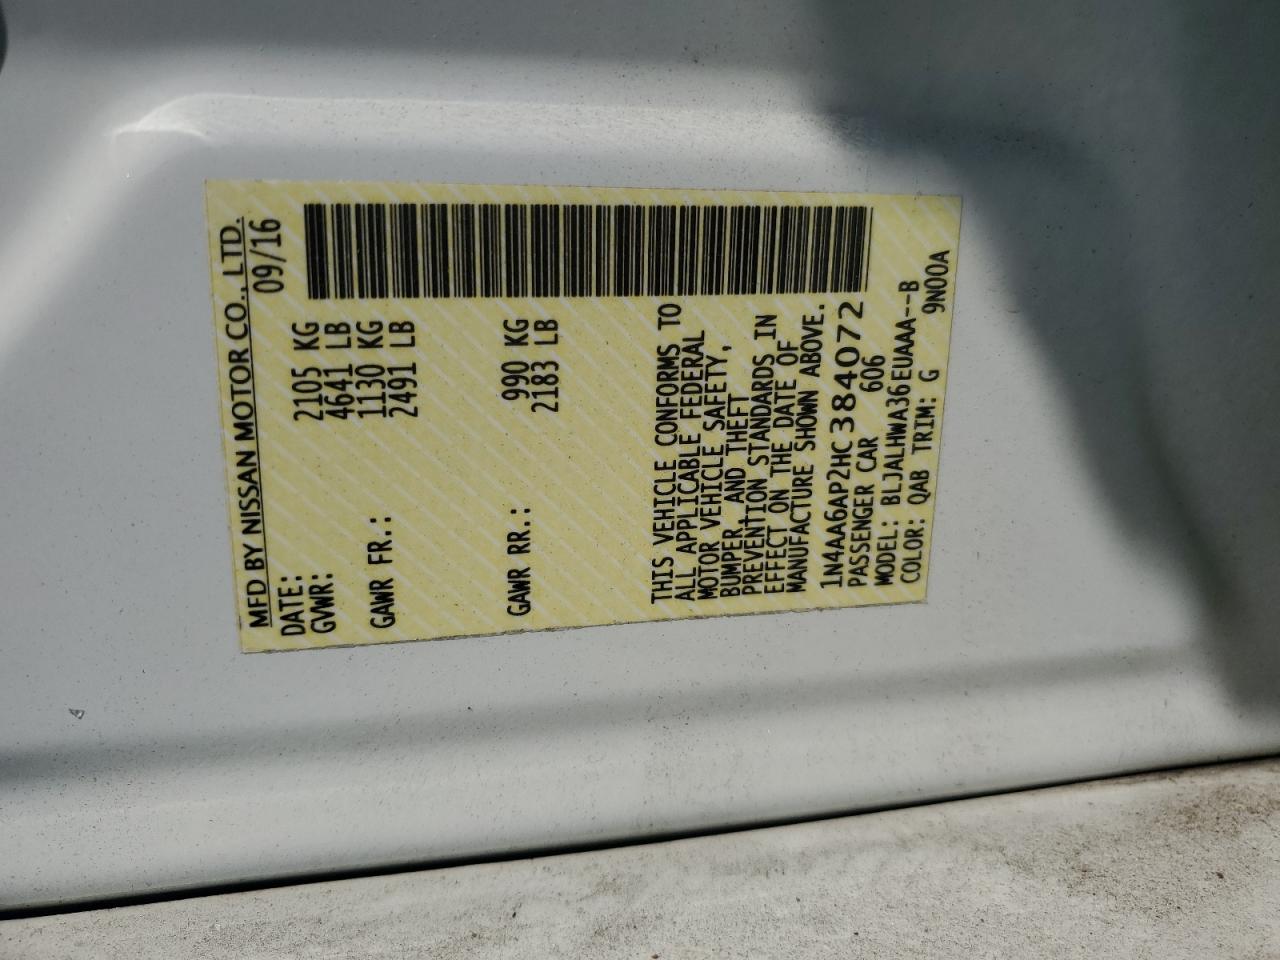 MFD BY NISSAN MOTOR CO., LTD.
DATE: 09/16
GVWR: 2105 KG
4641 LB
GAWR FR.: 1130 KG
2491 LB
GAWR RR.: 990 KG
2183 LB
THIS VEHICLE CONFORMS TO
ALL APPLICABLE FEDERAL
MOTOR VEHICLE SAFETY,
BUMPER, AND THEFT
PREVENTION STANDARDS IN
EFFECT ON THE DATE OF
MANUFACTURE SHOWN ABOVE.
1N4AA6AP2HC384072
PASSENGER CAR 606
MODEL: BLJALHWA36EUAAA--B
COLOR: QAB TRIM: G 9N00A